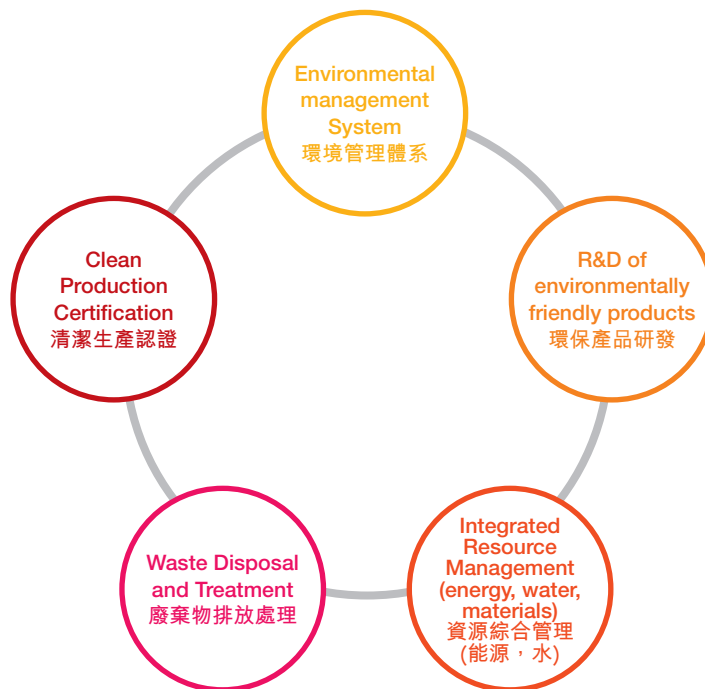 Environmental
management
System
環境管理體系
Clean
Production
Certification
清潔生產認證
R&D of
environmentally
friendly products
環保產品研發
Waste Disposal
and Treatment
廢棄物排放處理
Integrated
Resource
Management
(energy, water,
materials)
資源綜合管理
(能源，水)